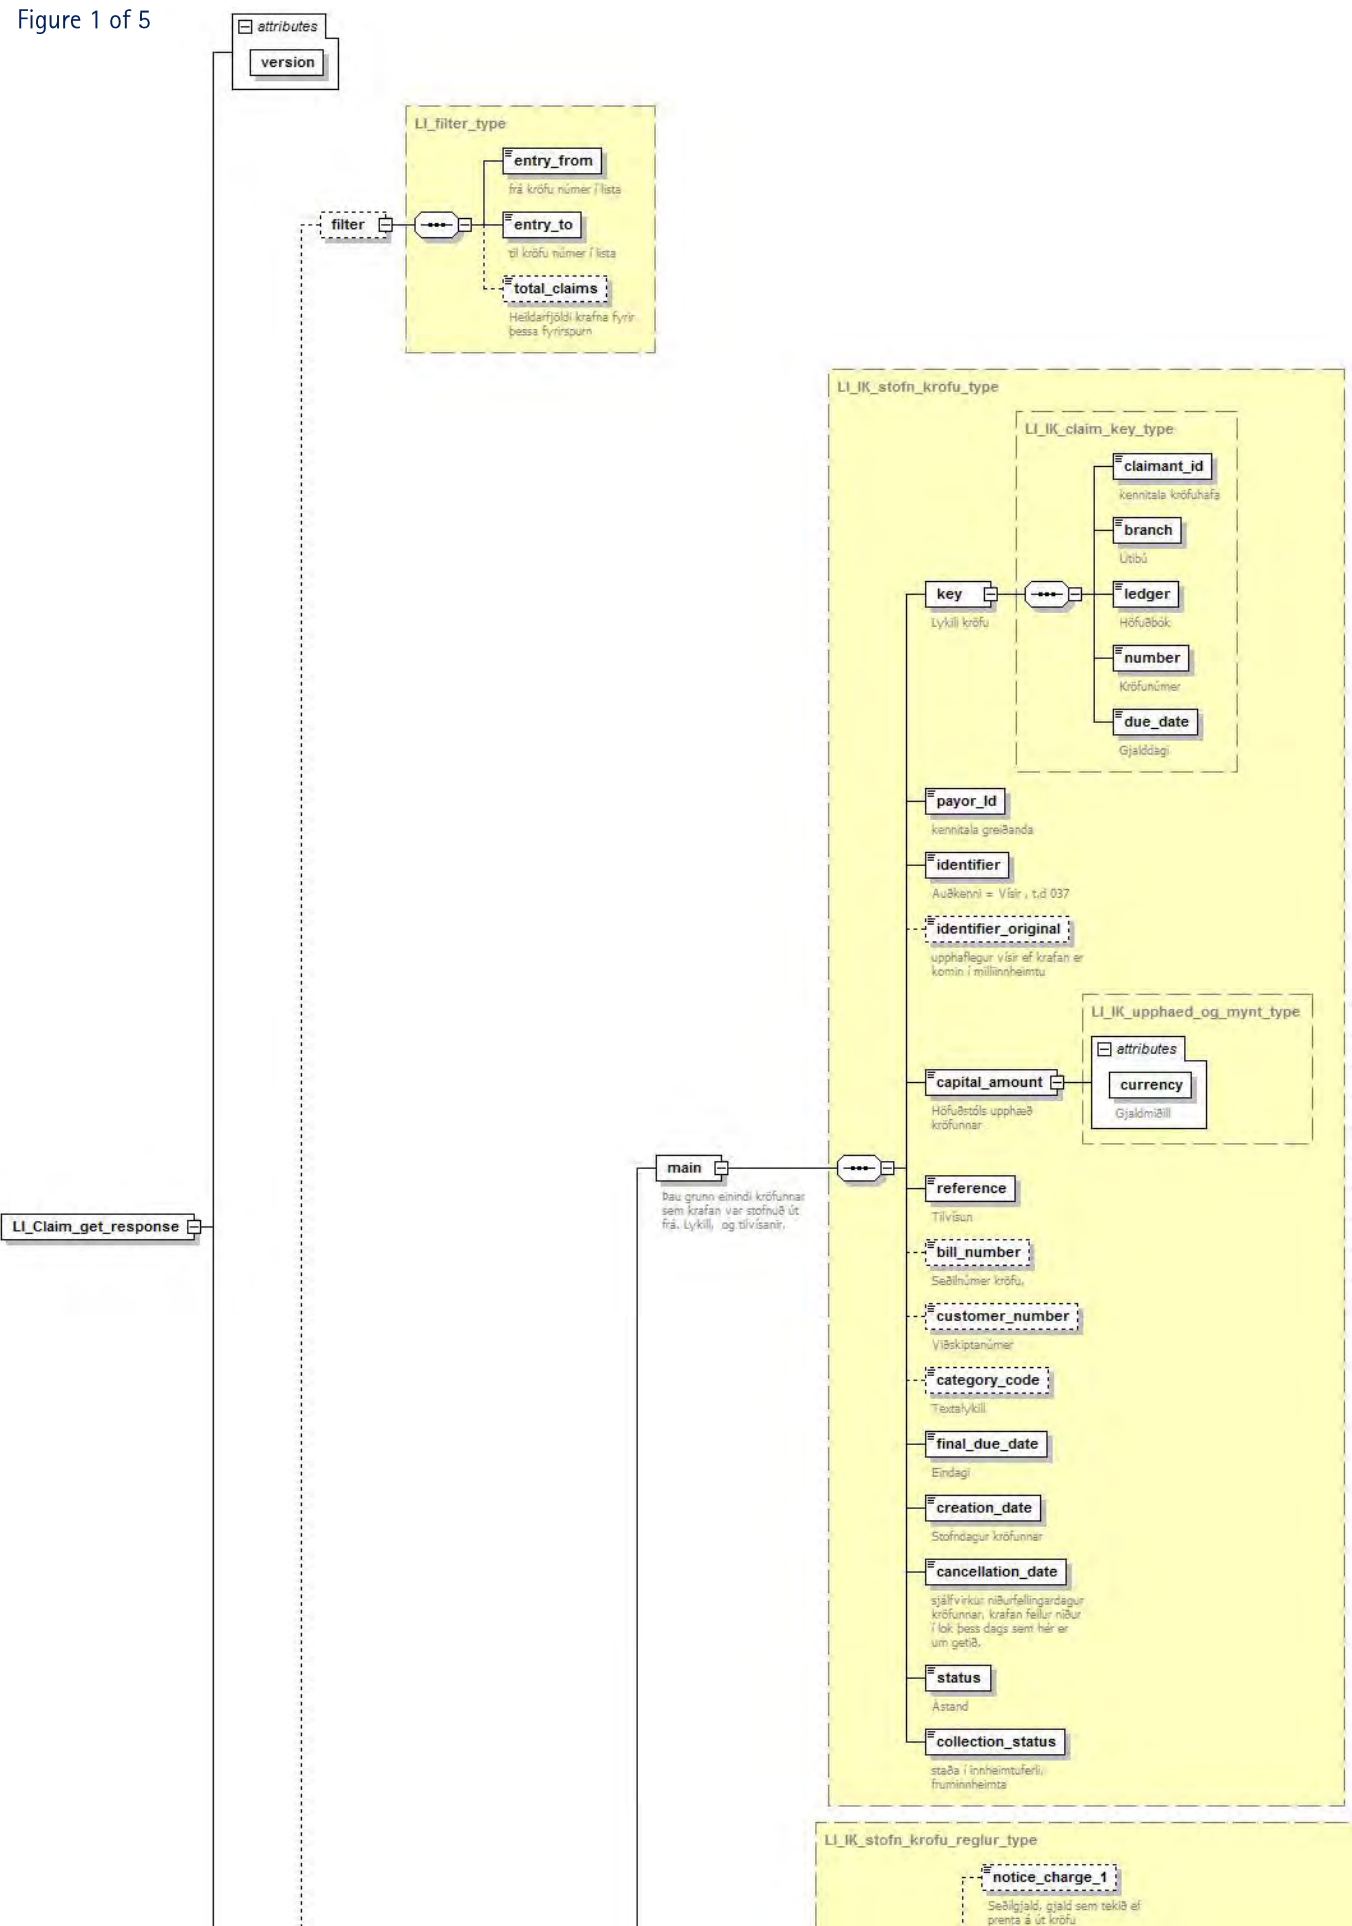 Figure 1 of 5
attributes
version
LI_filter_type
entry_from
frá kröfu númer í lista
filter
entry_to
til kröfu númer í lista
total_claims
Heildarfjöldi krafna fyrir
þessa fyrirspurn
LI_IK_stofn_krofu_type
LI_IK_claim_key_type
claimant_id
kennitala kröfuhafa
branch
Útibú
key
Lykill kröfu
ledger
Höfuðbók
number
Kröfunúmer
due_date
Gjalddagi
payor_Id
kennitala greiðanda
identifier
Auðkenni = Vísir , t.d 037
identifier_original
upphaflegur vísir ef krafan er
komin í milliinnheimtu
LI_IK_upphaed_og_mynt_type
attributes
capital_amount
Höfuðstóls upphæð
kröfunnar
currency
Gjaldmiðill
main
Þau grunn einindi kröfunnar
sem krafan var stofnuð út
frá. Lykill, og tilvísanir.
reference
Tilvísun
LI_Claim_get_response
bill_number
Seðilnúmer kröfu.
customer_number
Viðskiptanúmer
category_code
Textalykill
final_due_date
Eindagi
creation_date
Stofndagur kröfunnar
cancellation_date
sjálfvirkur niðurfellingardagur
kröfunnar, krafan fellur niður
í lok þess dags sem hér er
um getið.
status
Ástand
collection_status
staða í innheimtuferli,
fruminnheimta
LI_IK_stofn_krofu_reglur_type
notice_charge_1
Seðilgjald, gjald sem tekið ef
prenta á út kröfu